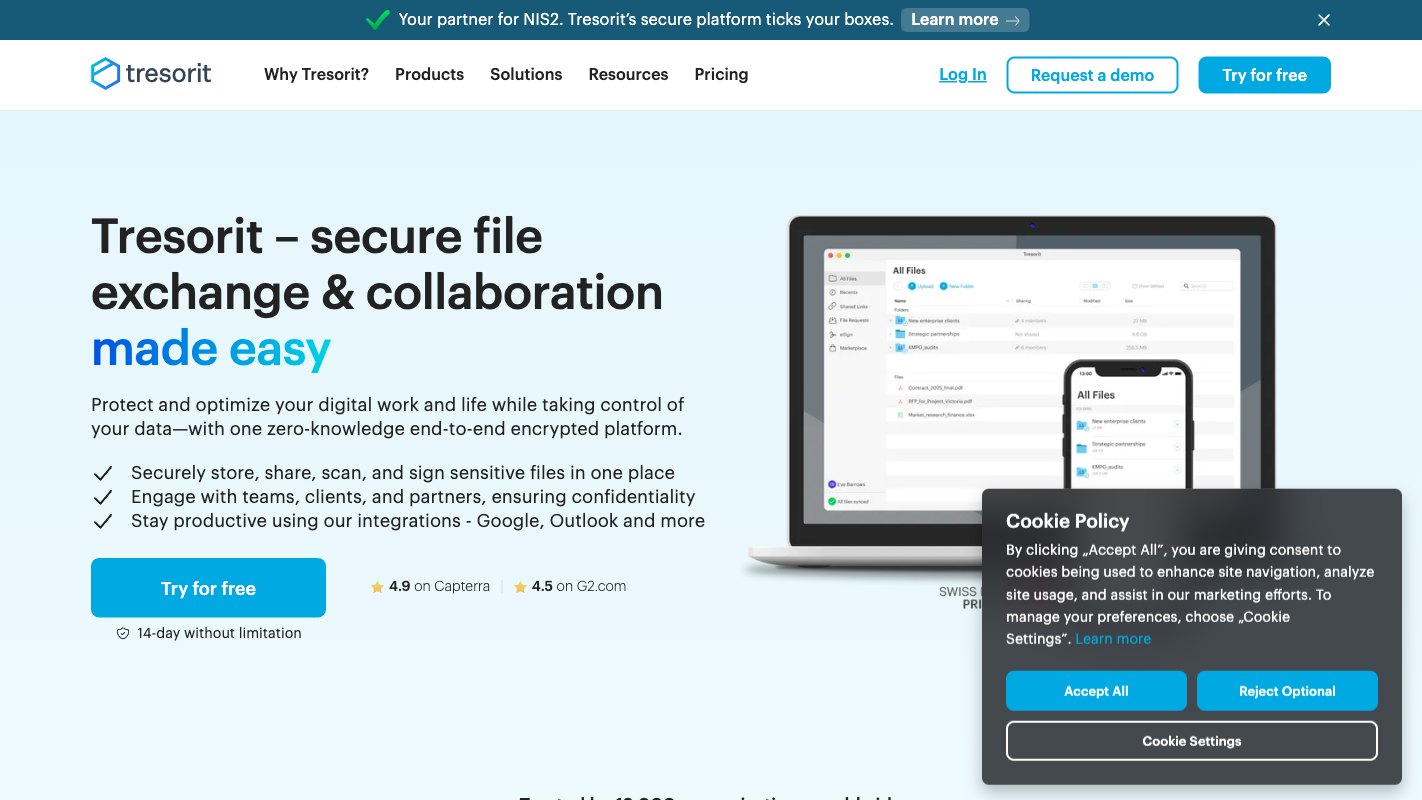 Your partner for NIS2. Tresorit's secure platform ticks your boxes. Learn more →
tresorit
Why Tresorit?
Products
Solutions
Resources
Pricing
Log In
Request a demo
Try for free
Tresorit – secure file
exchange & collaboration
made easy
Protect and optimize your digital work and life while taking control of
your data—with one zero-knowledge end-to-end encrypted platform.
Securely store, share, scan, and sign sensitive files in one place
Engage with teams, clients, and partners, ensuring confidentiality
Stay productive using our integrations - Google, Outlook and more
Try for free
4.9 on Capterra
4.5 on G2.com
14-day without limitation
Tresorit
All Files
Recents
Shared Links
File Requests
eSign
Marketplace
Eve Barrows
All files synced
All Files
Upload
New Folder
Show deleted
Search
Name
Sharing
Modified
Size
Folders
New enterprise clients
Strategic partnerships
Not shared
KMPG_audits
Files
Contract_2025_final.pdf
RFP_for_Project_Victoria.pdf
Market_research_finance.xlsx
13:00
All Files
New enterprise clients
Strategic partnerships
KMPG_audits
SWISS
Cookie Policy
By clicking „Accept All”, you are giving consent to
cookies being used to enhance site navigation, analyze
site usage, and assist in our marketing efforts. To
manage your preferences, choose „Cookie
Settings”. Learn more
Accept All
Reject Optional
Cookie Settings